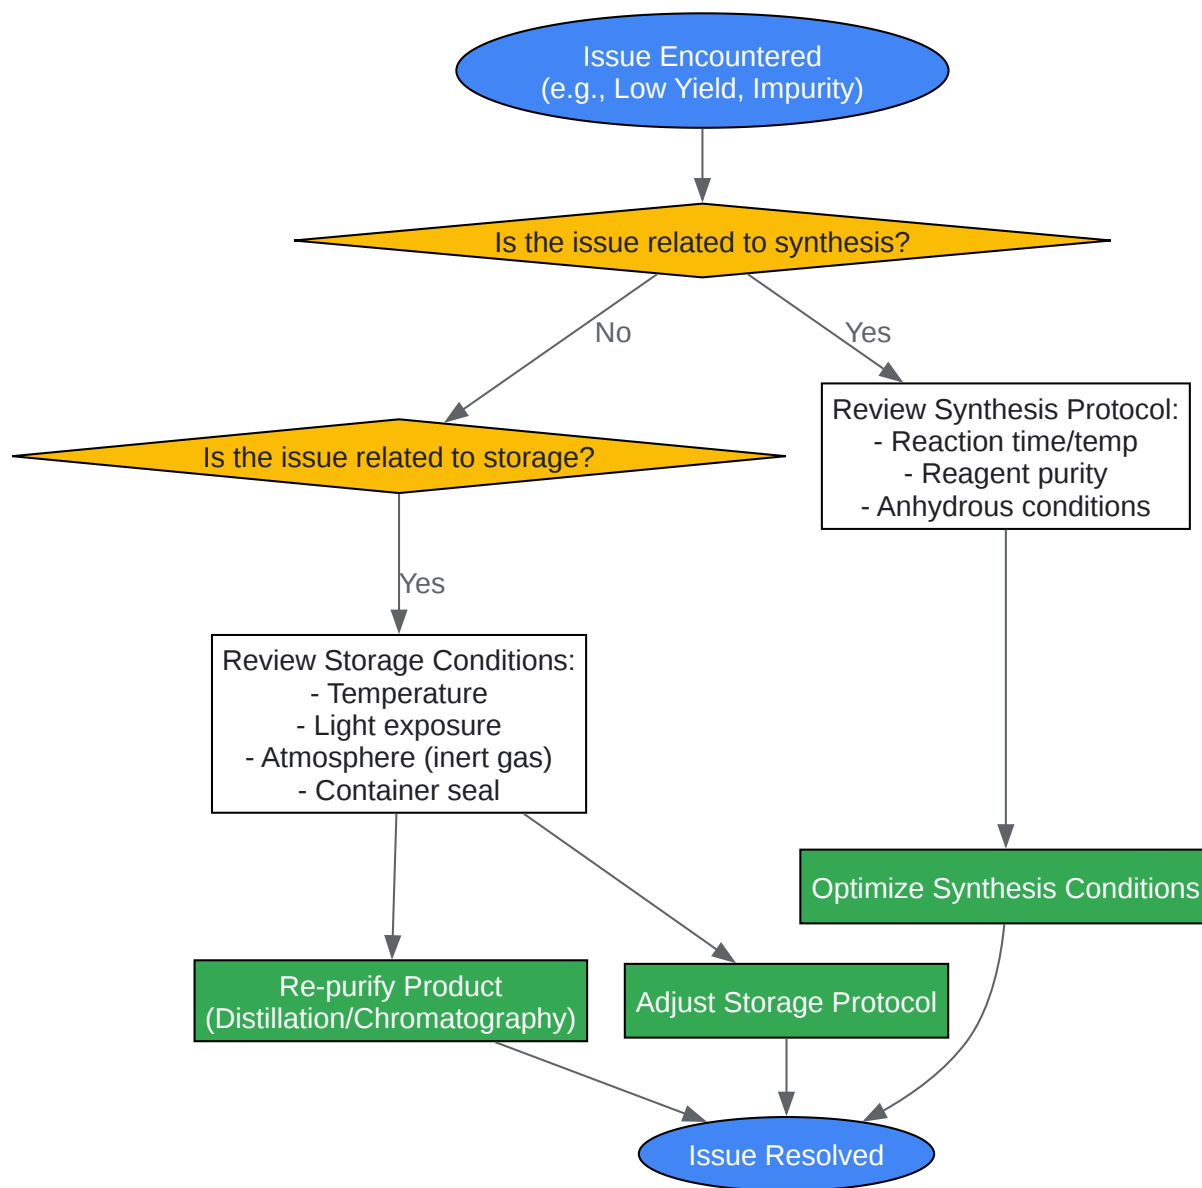 Issue Encountered
(e.g., Low Yield, Impurity)
Is the issue related to synthesis?
No
Yes
Review Synthesis Protocol:
- Reaction time/temp
- Reagent purity
- Anhydrous conditions
Is the issue related to storage?
Yes
Review Storage Conditions:
- Temperature
- Light exposure
- Atmosphere (inert gas)
- Container seal
Optimize Synthesis Conditions
Re-purify Product
(Distillation/Chromatography)
Adjust Storage Protocol
Issue Resolved